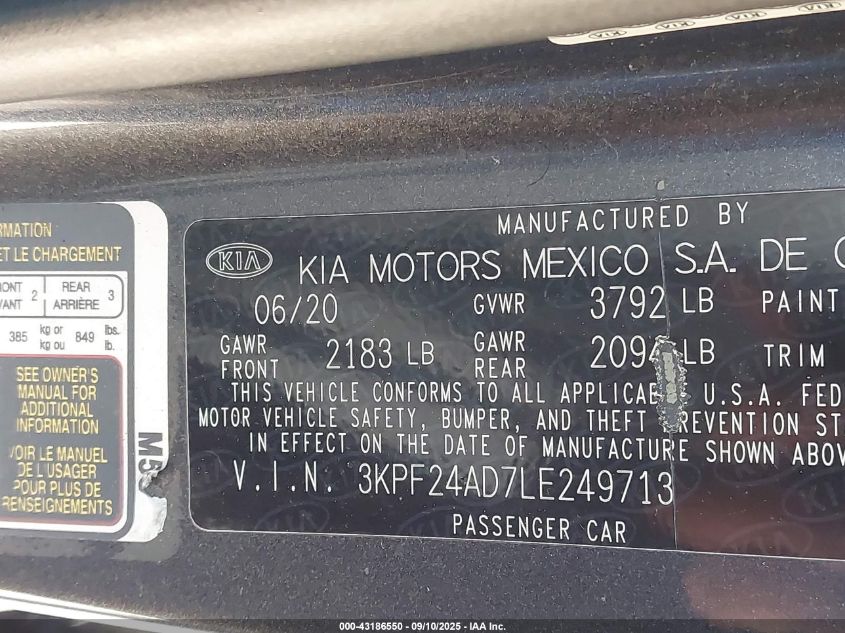 KIA KIA KIA
RMATION
ET LE CHARGEMENT
2 REAR 3
ARRIÈRE
385 kg or 849 lbs.
kg ou lb.
SEE OWNER'S
MANUAL FOR
ADDITIONAL
INFORMATION
VOIR LE MANUEL
DE L'USAGER
POUR PLUS DE
RENSEIGNEMENTS
M5
MANUFACTURED BY
KIA KIA MOTORS MEXICO S.A. DE C
06/20 GVWR 3792 LB PAINT
GAWR FRONT 2183 LB GAWR REAR LB TRIM
THIS VEHICLE CONFORMS TO ALL U.S.A. FED
MOTOR VEHICLE SAFETY, BUMPER, AND THEFT REVENTION ST
IN EFFECT ON THE DATE OF MANUFACTURE SHOWN ABOV
V.I.N. 3KPF24AD7LE249713
PASSENGER CAR
000-43186550 - 09/10/2025 - IAA Inc.